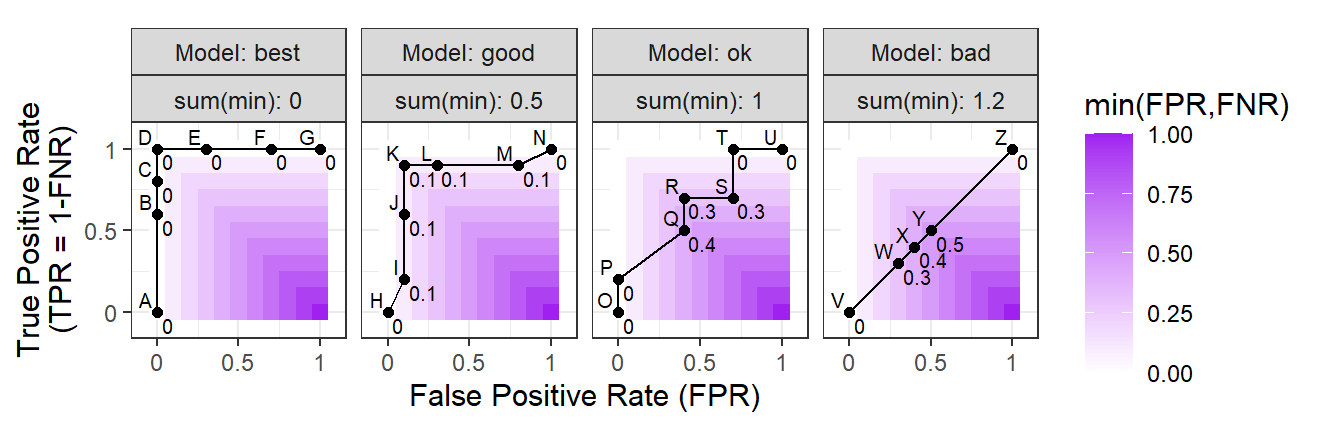 Model: best
Model: good
Model: ok
Model: bad
sum(min): 0
sum(min): 0.5
sum(min): 1
sum(min): 1.2
True Positive Rate
(TPR = 1-FNR)
1
0.5
0
D E F G
0 0 0 0
C
0
B
0
A
0
N
0
K L M
0.1 0.1 0.1
J
0.1
I
0.1
H
0
T U
0 0
R S
0.3 0.3
Q
0.4
P
0
O
0
Z
0
Y
0.5
X
0.4
W
0.3
V
0
0 0.5 1
0 0.5 1
0 0.5 1
0 0.5 1
False Positive Rate (FPR)
min(FPR,FNR)
1.00
0.75
0.50
0.25
0.00